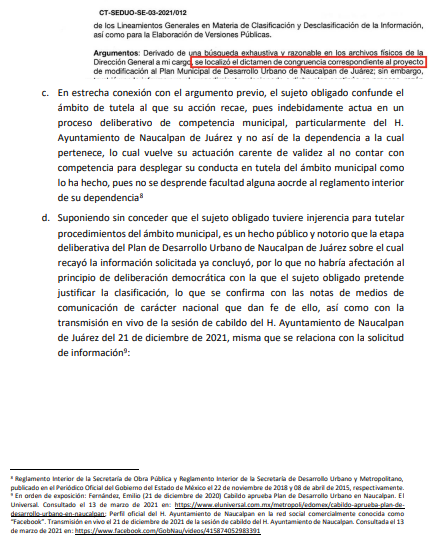 CT-SEDUO-SE-03-2021/012
de los Lineamientos Generales en Materia de Clasificación y Desclasificación de la Información,
así como para la Elaboración de Versiones Públicas.
Argumentos: Derivado de una búsqueda exhaustiva y razonable en los archivos físicos de la
Dirección General a mi cargo, se localizó el dictamen de congruencia correspondiente al proyecto
de modificación al Plan Municipal de Desarrollo Urbano de Naucalpan de Juárez; sin embargo,
c. En estrecha conexión con el argumento previo, el sujeto obligado confunde el
ámbito de tutela al que su acción recae, pues indebidamente actua en un
proceso deliberativo de competencia municipal, particularmente del H.
Ayuntamiento de Naucalpan de Juárez y no así de la dependencia a la cual
pertenece, lo cual vuelve su actuación carente de validez al no contar con
competencia para desplegar su conducta en tutela del ámbito municipal como
lo ha hecho, pues no se desprende facultad alguna aocrde al reglamento interior
de su dependencia⁸
d. Suponiendo sin conceder que el sujeto obligado tuviere injerencia para tutelar
procedimientos del ámbito municipal, es un hecho público y notorio que la etapa
deliberativa del Plan de Desarrollo Urbano de Naucalpan de Juárez sobre el cual
recayó la información solicitada ya concluyó, por lo que no habría afectación al
principio de deliberación democrática con la que el sujeto obligado pretende
justificar la clasificación, lo que se confirma con las notas de medios de
comunicación de carácter nacional que dan fe de ello, así como con la
transmisión en vivo de la sesión de cabildo del H. Ayuntamiento de Naucalpan
de Juárez del 21 de diciembre de 2021, misma que se relaciona con la solicitud
de información⁹:
⁸ Reglamento Interior de la Secretaría de Obra Pública y Reglamento Interior de la Secretaría de Desarrollo Urbano y Metropolitano,
publicado en el Periódico Oficial del Gobierno del Estado de México el 22 de noviembre de 2018 y 08 de abril de 2015, respectivamente.
⁹ En orden de exposición: Fernández, Emilio (21 de diciembre de 2020) Cabildo aprueba Plan de Desarrollo Urbano en Naucalpan. El
Universal. Consultado el 13 de marzo de 2021 en: https://www.eluniversal.com.mx/metropoli/edomex/cabildo-aprueba-plan-de-
desarrollo-urbano-en-naucalpan; Perfil oficial del H. Ayuntamiento de Naucalpan en la red social comercialmente conocida como
"Facebook". Transmisión en vivo el 21 de diciembre de 2021 de la sesión de cabildo del H. Ayuntamiento de Naucalpan. Consultada el 13
de marzo de 2021 en: https://www.facebook.com/GobNau/videos/415874052983391